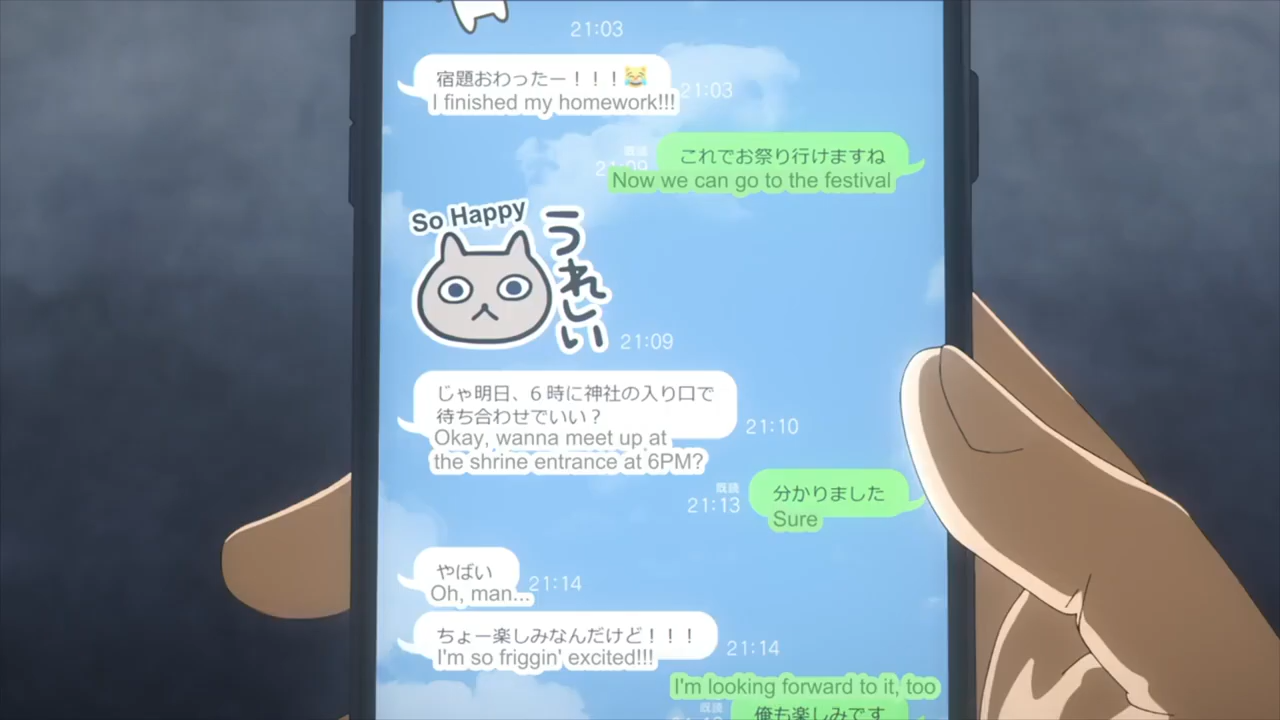 21:03
宿題おわったー！！！😹
21:03
I finished my homework!!!
これでお祭り行けますね
既読
21:09
Now we can go to the festival
So Happy
うれしい
21:09
じゃ明日、６時に神社の入り口で
待ち合わせでいい？
21:10
Okay, wanna meet up at
the shrine entrance at 6PM?
既読
分かりました
21:13
Sure
やばい
21:14
Oh, man...
ちょー楽しみなんだけど！！！
21:14
I'm so friggin' excited!!!
I'm looking forward to it, too
既読
俺も楽しみです